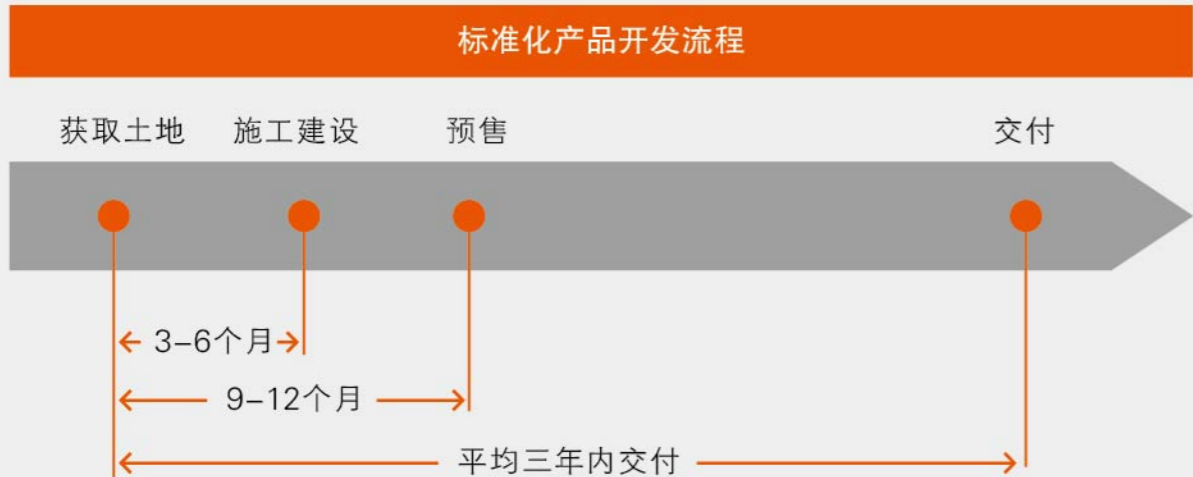 标准化产品开发流程
获取土地 施工建设 预售 交付
3–6个月
9–12个月
平均三年内交付